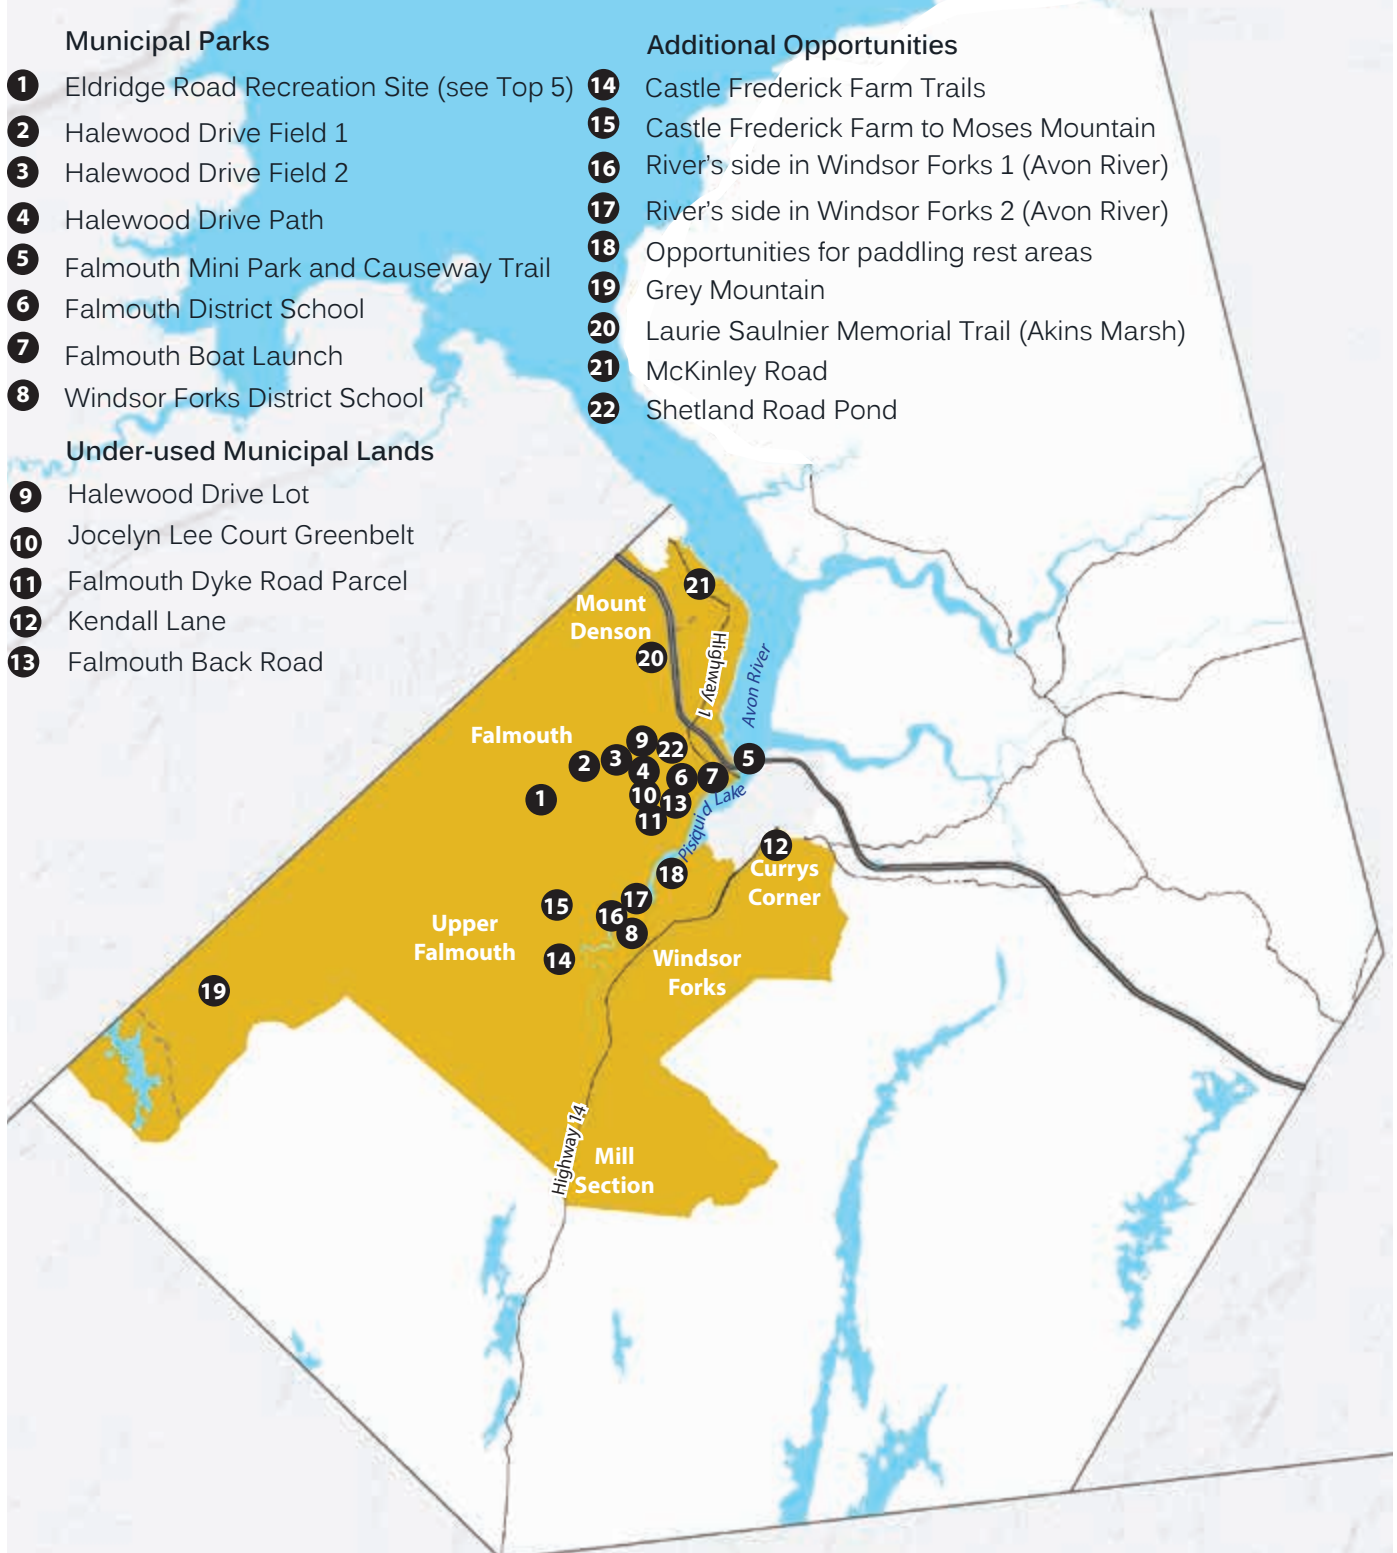 Municipal Parks
1 Eldridge Road Recreation Site (see Top 5)
2 Halewood Drive Field 1
3 Halewood Drive Field 2
4 Halewood Drive Path
5 Falmouth Mini Park and Causeway Trail
6 Falmouth District School
7 Falmouth Boat Launch
8 Windsor Forks District School
Under-used Municipal Lands
9 Halewood Drive Lot
10 Jocelyn Lee Court Greenbelt
11 Falmouth Dyke Road Parcel
12 Kendall Lane
13 Falmouth Back Road
Additional Opportunities
14 Castle Frederick Farm Trails
15 Castle Frederick Farm to Moses Mountain
16 River's side in Windsor Forks 1 (Avon River)
17 River's side in Windsor Forks 2 (Avon River)
18 Opportunities for paddling rest areas
19 Grey Mountain
20 Laurie Saulnier Memorial Trail (Akins Marsh)
21 McKinley Road
22 Shetland Road Pond
21
Mount
Denson
20
Highway 1
Avon River
Falmouth
9
22
2
3
4
6
7
5
1
10
13
11
Pisiquid Lake
12
Currys
Corner
18
15
17
16
8
Upper
Falmouth
14
Windsor
Forks
19
Highway 14
Mill
Section